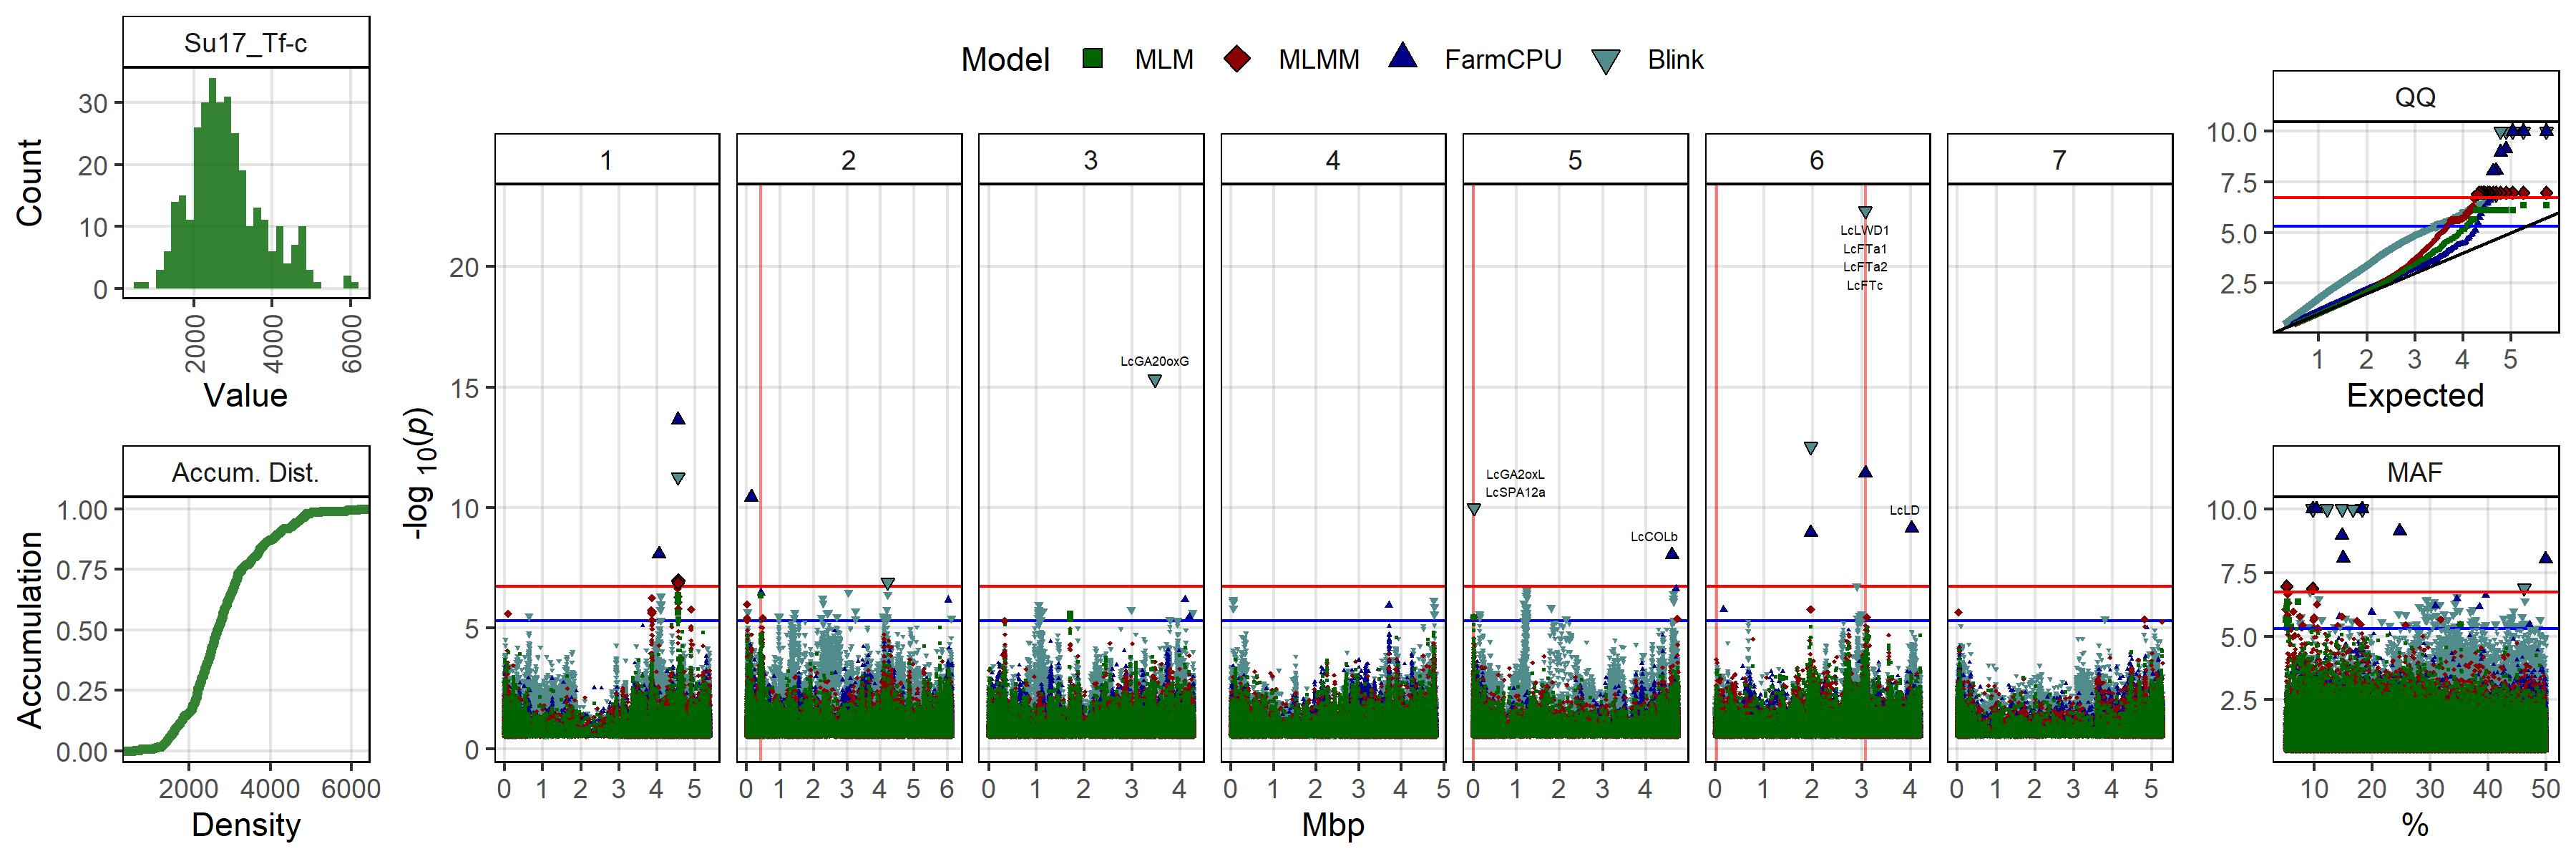 Su17_Tf-c
Count
30
20
10
0
2000
4000
6000
Value
Accum. Dist.
Accumulation
1.00
0.75
0.50
0.25
0.00
2000 4000 6000
Density
Model MLM MLMM FarmCPU Blink
-log 10(p)
20
15
10
5
0
1
0 1 2 3 4 5
2
0 1 2 3 4 5 6
3
LcGA20oxG
0 1 2 3 4
4
0 1 2 3 4 5
5
LcGA2oxL
LcSPA12a
LcCOLb
0 1 2 3 4
6
LcLWD1
LcFTa1
LcFTa2
LcFTc
LcLD
0 1 2 3 4
7
0 1 2 3 4 5
Mbp
QQ
10.0
7.5
5.0
2.5
1 2 3 4 5
Expected
MAF
10.0
7.5
5.0
2.5
10 20 30 40 50
%